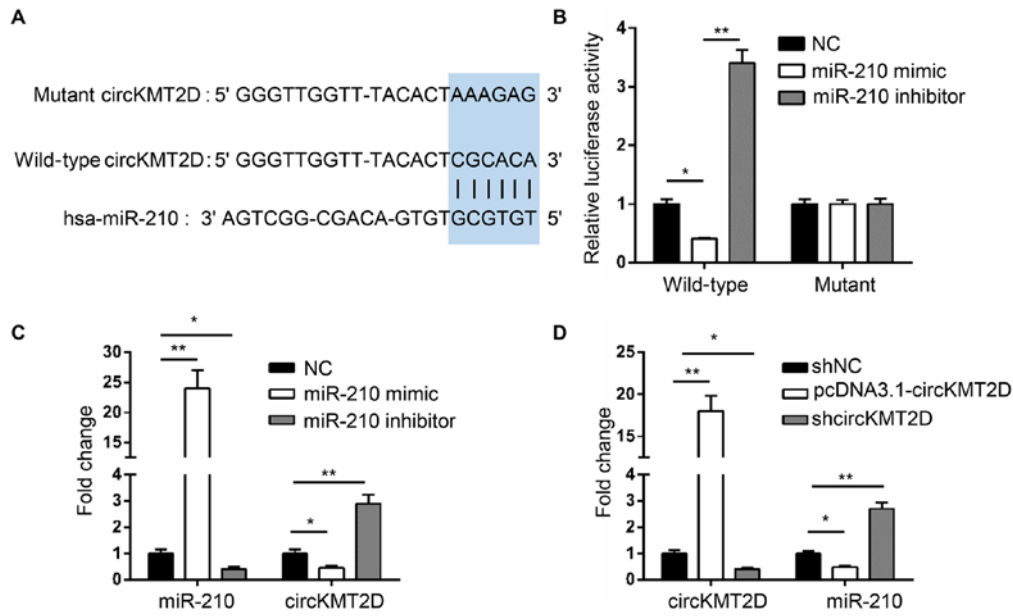 A
Mutant circKMT2D : 5' GGGTTGGTT-TACACTAAAGAG 3'
Wild-type circKMT2D : 5' GGGTTGGTT-TACACTCGCACA 3'
hsa-miR-210 : 3' AGTCGG-CGACA-GTGTGCGTGT 5'
B
Relative luciferase activity
4
3
2
1
0
*
**
NC
miR-210 mimic
miR-210 inhibitor
Wild-type
Mutant
C
Fold change
30
25
20
15
10
4
3
2
1
0
*
**
**
*
NC
miR-210 mimic
miR-210 inhibitor
miR-210
circKMT2D
D
Fold change
25
20
15
4
3
2
1
0
*
**
**
*
shNC
pcDNA3.1-circKMT2D
shcircKMT2D
circKMT2D
miR-210